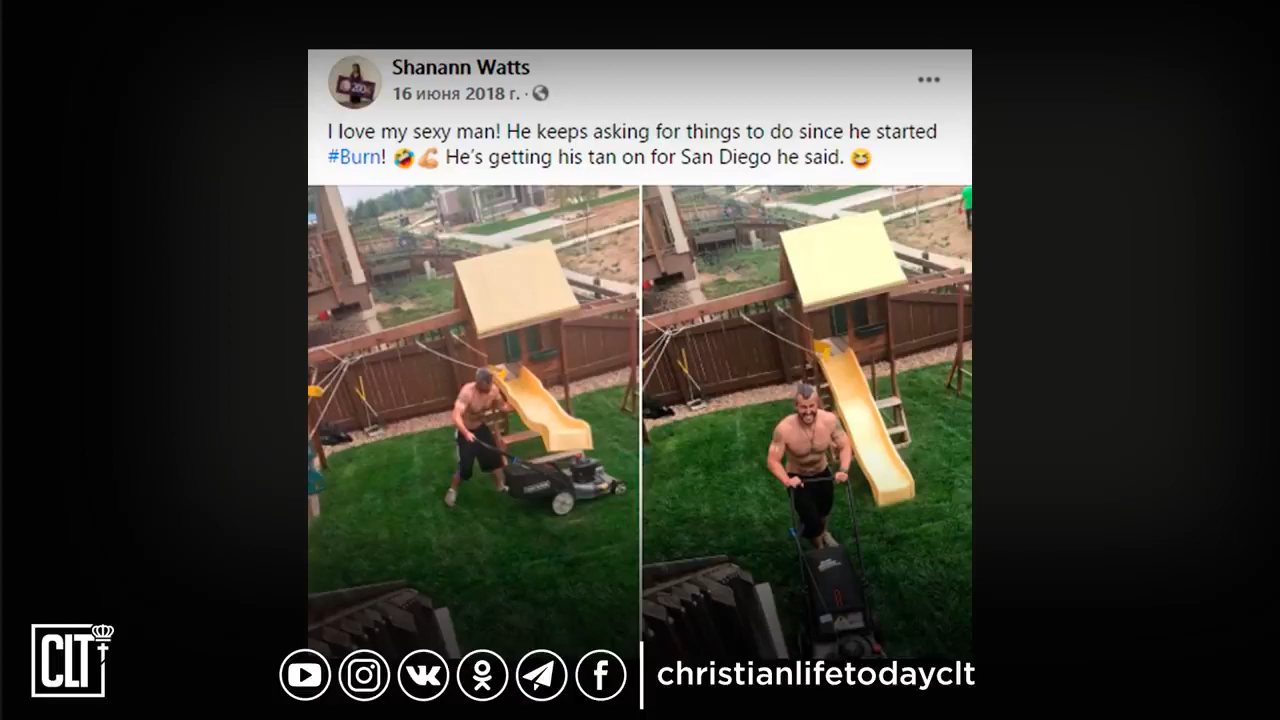 Shanann Watts
16 июня 2018 г. ·
I love my sexy man! He keeps asking for things to do since he started
#Burn! 🤣💪 He's getting his tan on for San Diego he said. 😆
CLT
christianlifetodayclt